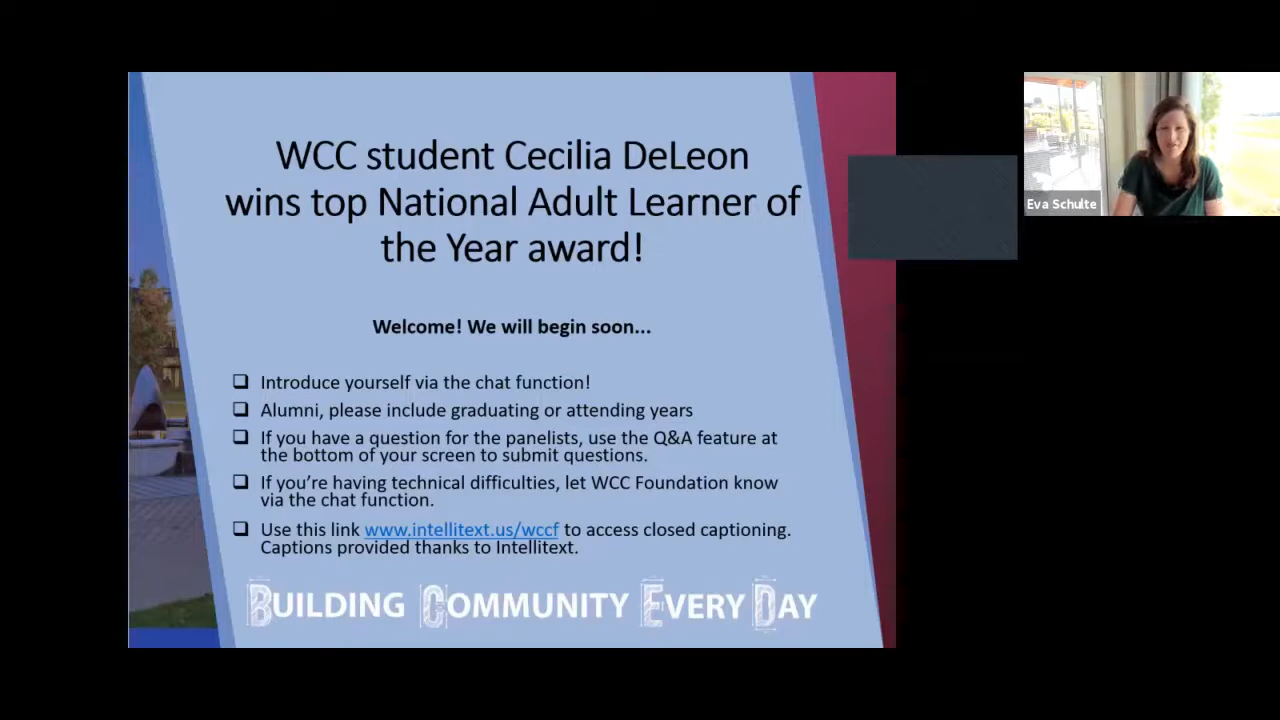 WCC student Cecilia DeLeon
wins top National Adult Learner of
the Year award!
Welcome! We will begin soon...
Introduce yourself via the chat function!
Alumni, please include graduating or attending years
If you have a question for the panelists, use the Q&A feature at
the bottom of your screen to submit questions.
If you’re having technical difficulties, let WCC Foundation know
via the chat function.
Use this link www.intellitext.us/wccf to access closed captioning.
Captions provided thanks to Intellitext.
BUILDING COMMUNITY EVERY DAY
Eva Schulte